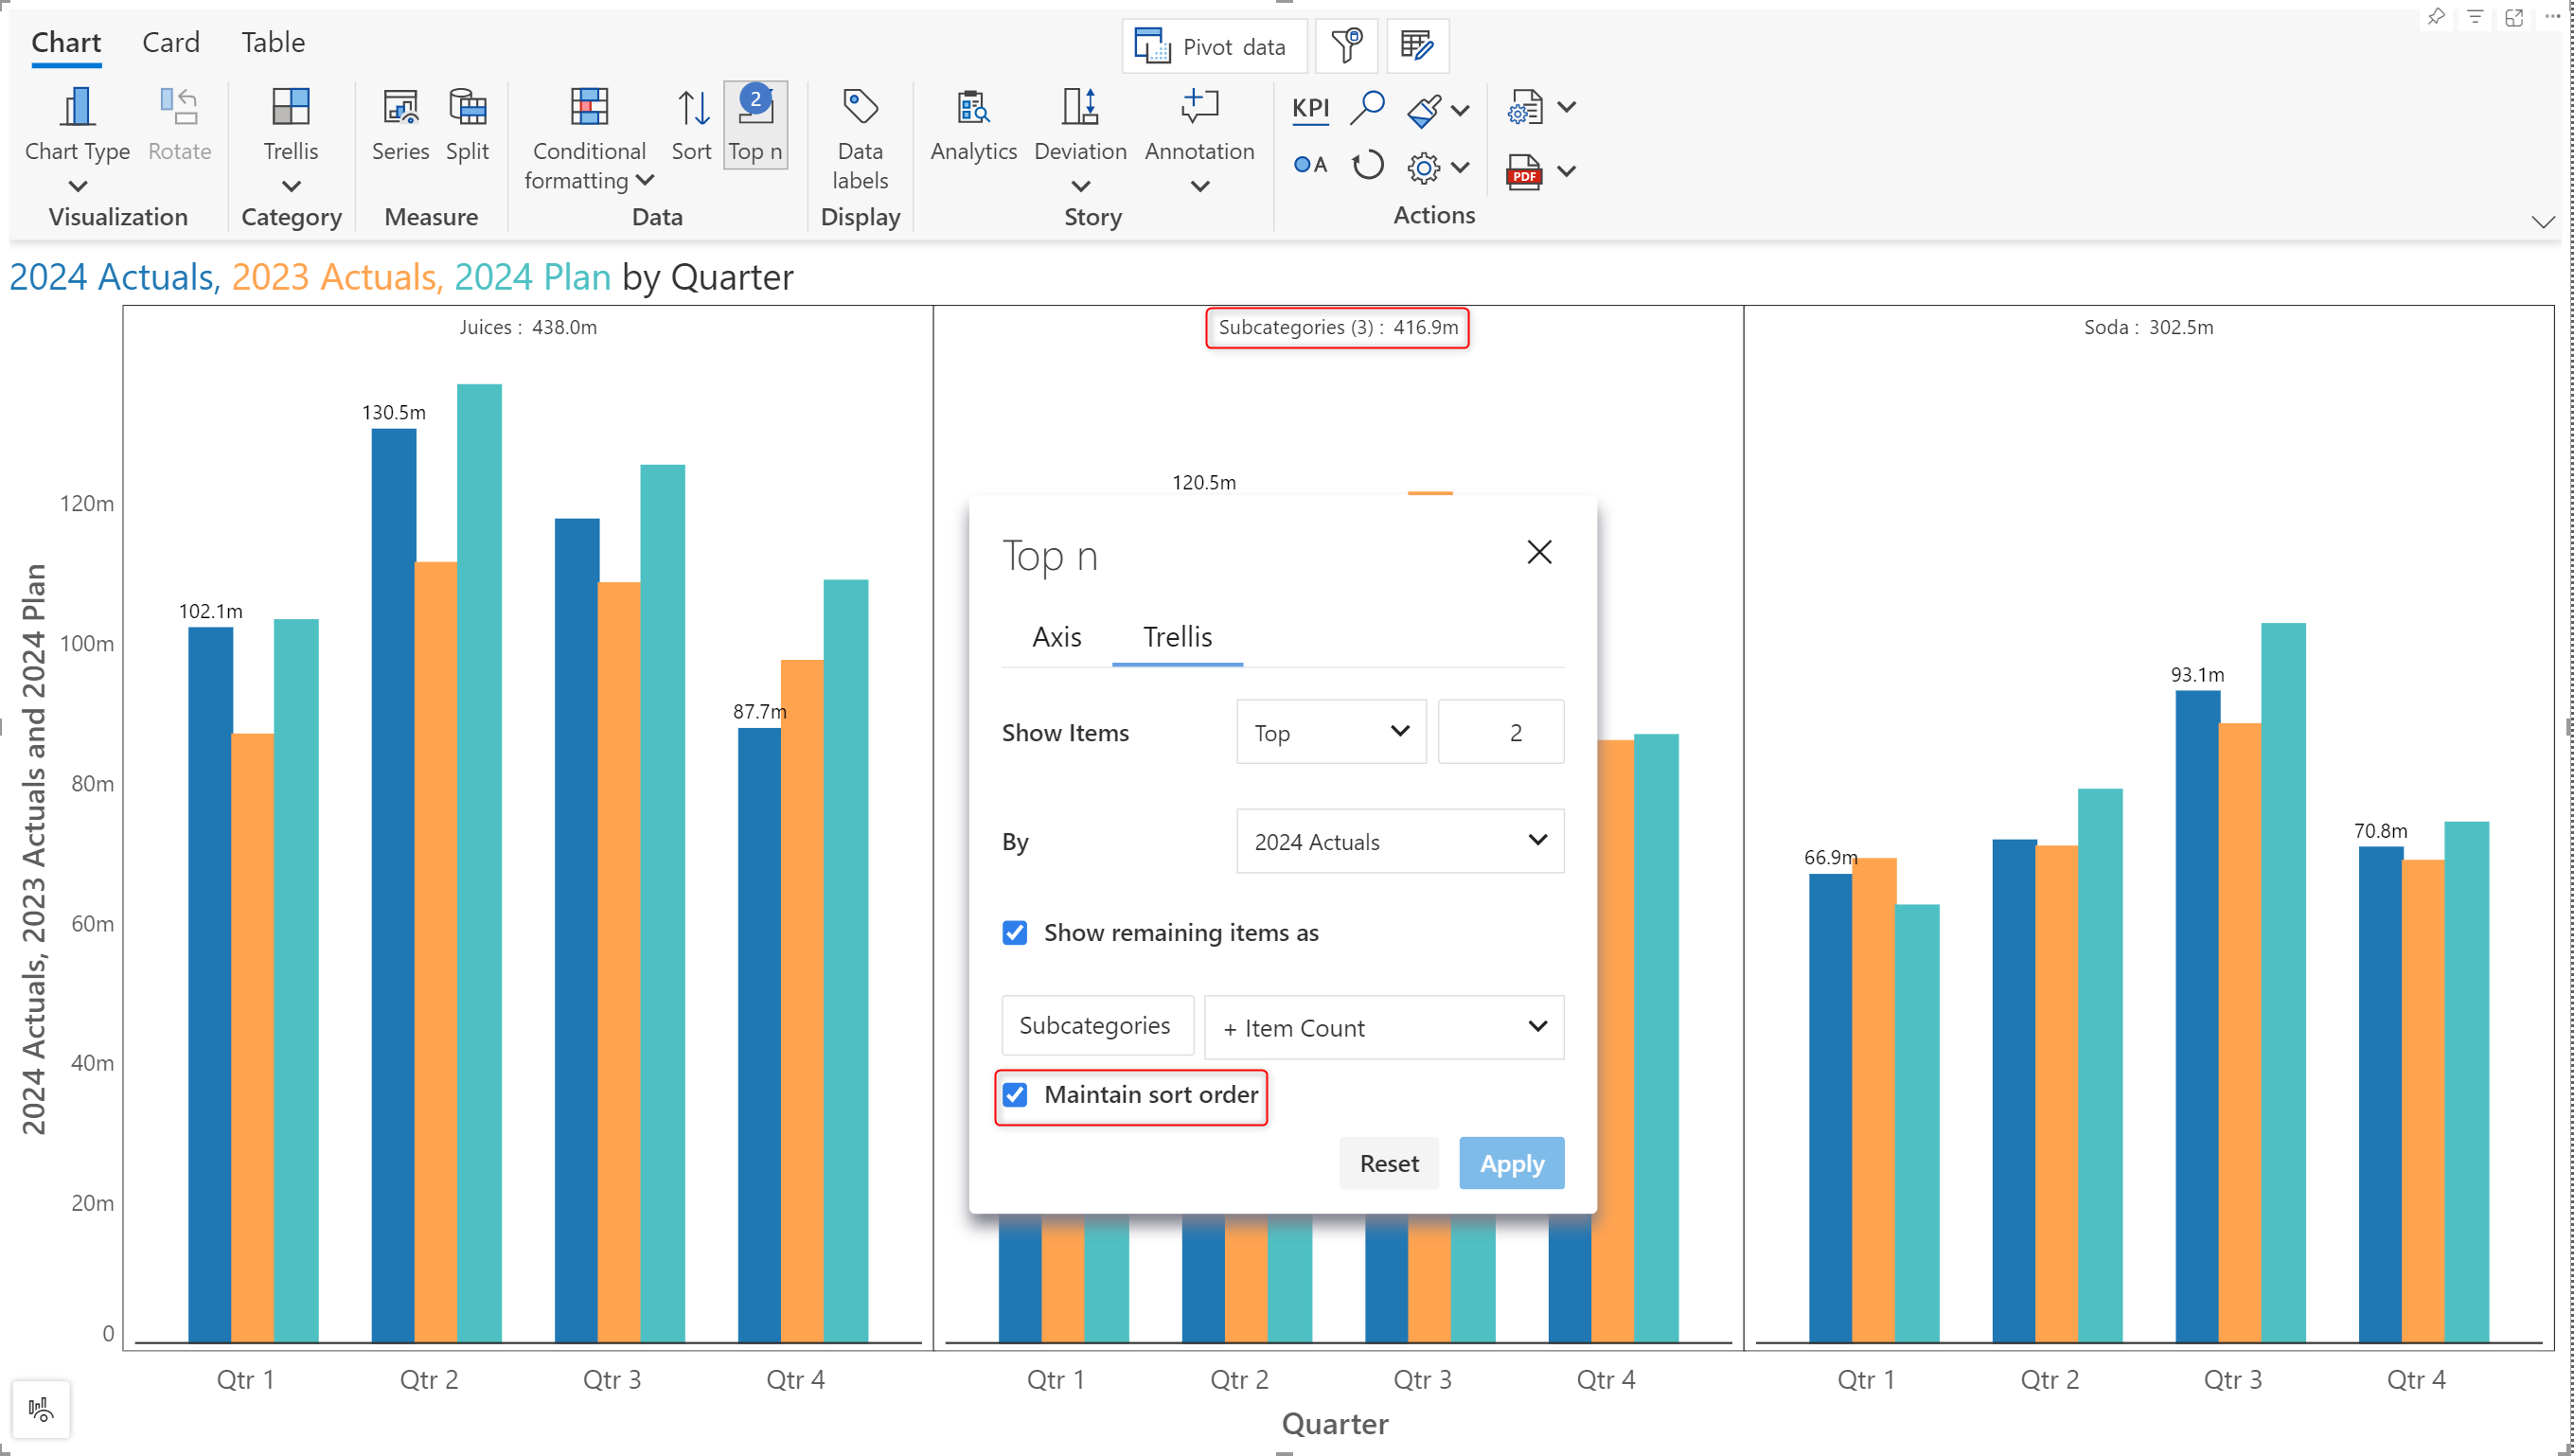 Chart Card Table
Pivot data
Chart Type
Rotate
Visualization
Trellis
Category
Series
Split
Measure
Conditional
formatting
Sort
2
Top n
Data
Data
labels
Display
Analytics
Deviation
Annotation
Story
KPI
A
PDF
Actions
2024 Actuals, 2023 Actuals, 2024 Plan by Quarter
Juices : 438.0m
Subcategories (3) : 416.9m
Soda : 302.5m
2024 Actuals, 2023 Actuals and 2024 Plan
120m
100m
80m
60m
40m
20m
0
102.1m
130.5m
87.7m
120.5m
66.9m
93.1m
70.8m
Top n
Axis Trellis
Show Items Top 2
By 2024 Actuals
Show remaining items as
Subcategories + Item Count
Maintain sort order
Reset Apply
Qtr 1 Qtr 2 Qtr 3 Qtr 4
Qtr 1 Qtr 2 Qtr 3 Qtr 4
Qtr 1 Qtr 2 Qtr 3 Qtr 4
Quarter